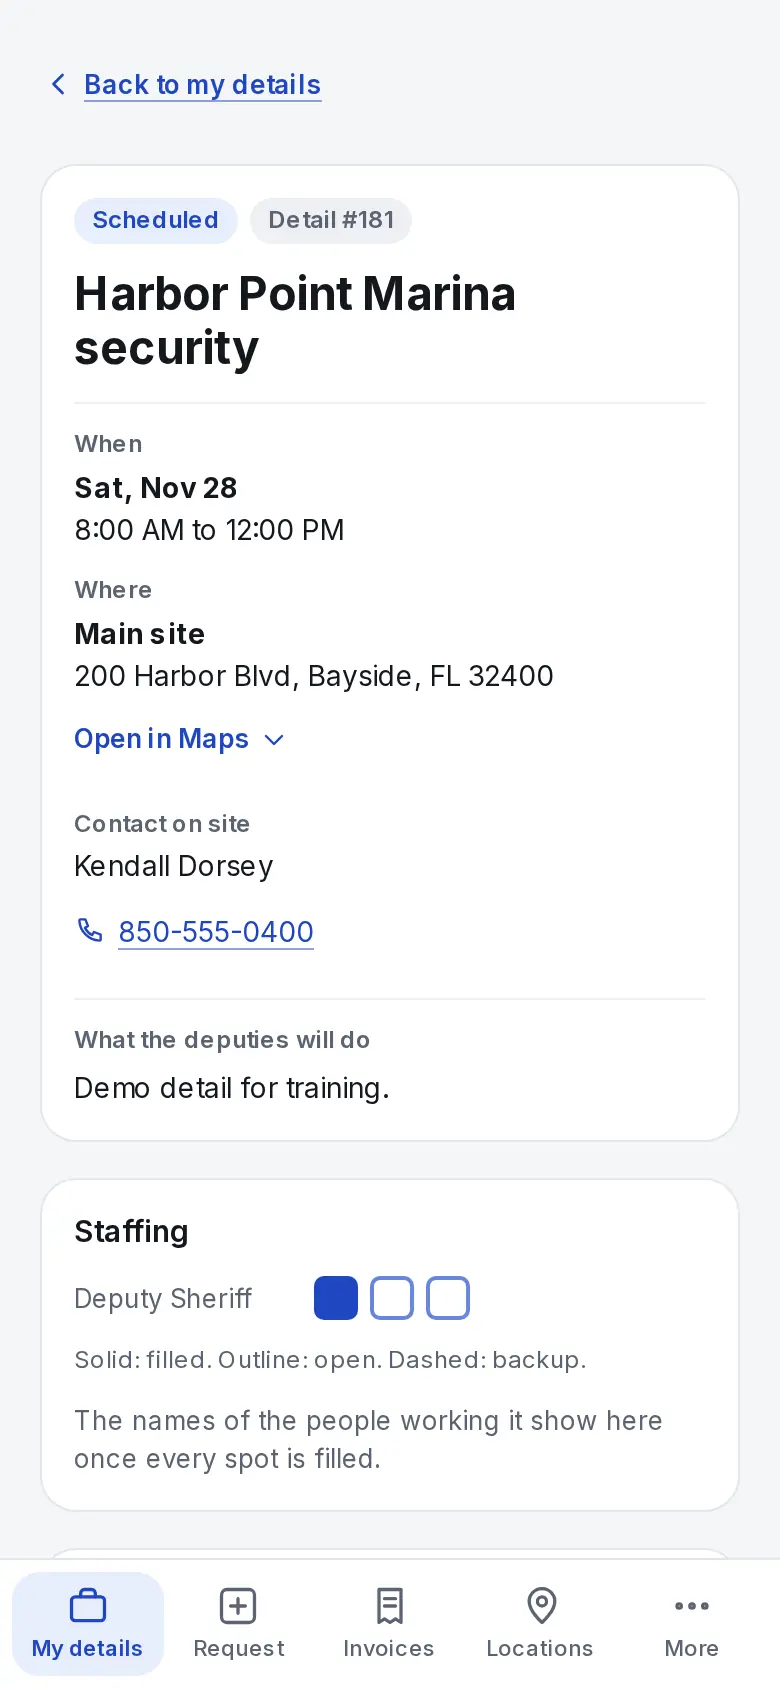 Back to my details
Scheduled
Detail #181
Harbor Point Marina
security
When
Sat, Nov 28
8:00 AM to 12:00 PM
Where
Main site
200 Harbor Blvd, Bayside, FL 32400
Open in Maps
Contact on site
Kendall Dorsey
850-555-0400
What the deputies will do
Demo detail for training.
Staffing
Deputy Sheriff
Solid: filled. Outline: open. Dashed: backup.
The names of the people working it show here
once every spot is filled.
My details
Request
Invoices
Locations
More